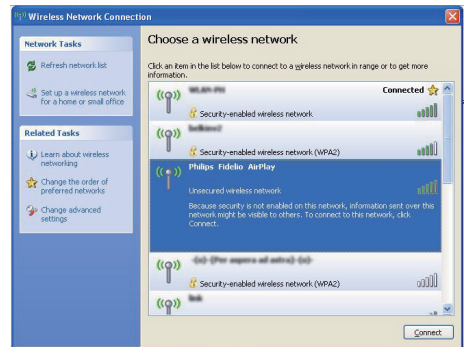 Wireless Network Connection
Network Tasks
Refresh network list
Set up a wireless network
for a home or small office
Related Tasks
Learn about wireless
networking
Change the order of
preferred networks
Change advanced
settings
Choose a wireless network
Click an item in the list below to connect to a wireless network in range or to get more
information.
Connected
Security-enabled wireless network
Security-enabled wireless network (WPA2)
Philips Fidelio AirPlay
Unsecured wireless network
Because security is not enabled on this network, information sent over this
network might be visible to others. To connect to this network, click
Connect.
Security-enabled wireless network (WPA2)
Connect